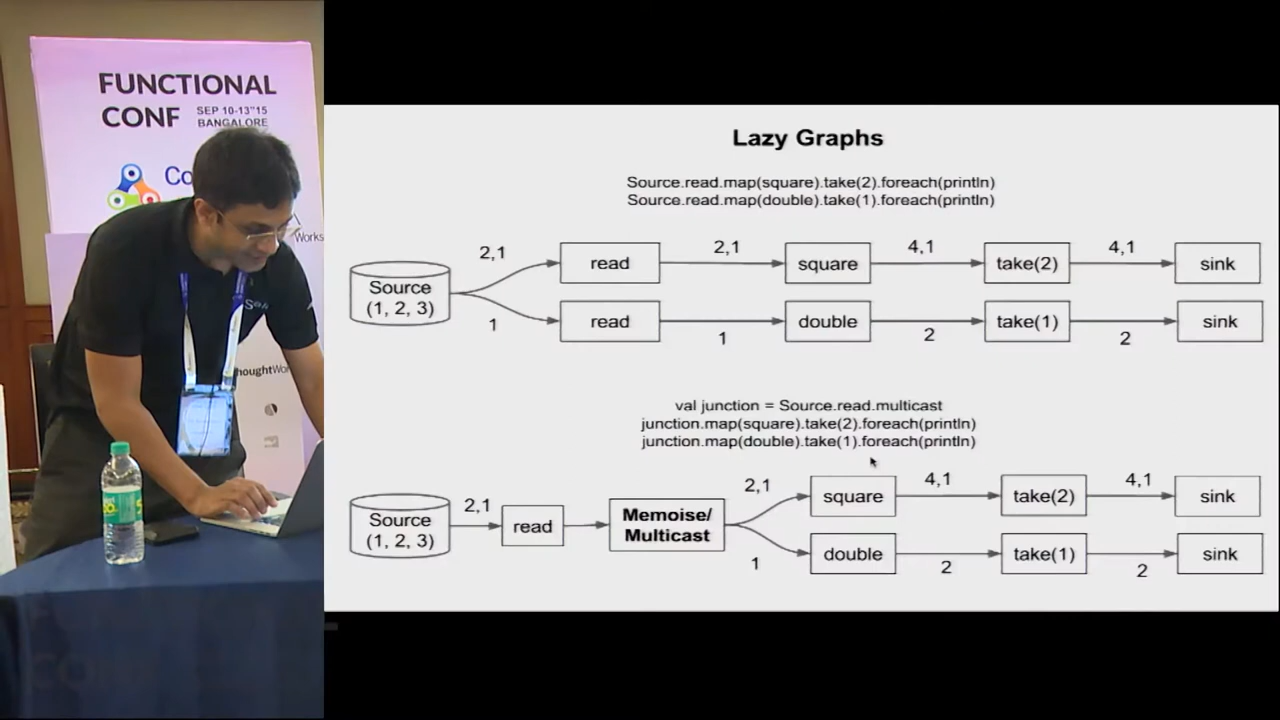 FUNCTIONAL
CONF SEP 10-13"15
BANGALORE
Co
Works
Lazy Graphs
Source.read.map(square).take(2).foreach(println)
Source.read.map(double).take(1).foreach(println)
2,1
2,1
4,1
4,1
read
square
take(2)
sink
Source
(1, 2, 3)
read
double
take(1)
sink
1
1
2
2
val junction = Source.read.multicast
junction.map(square).take(2).foreach(println)
junction.map(double).take(1).foreach(println)
2,1
2,1
4,1
4,1
square
take(2)
sink
Source
(1, 2, 3)
read
Memoise/
Multicast
double
take(1)
sink
1
2
2
houghtWor